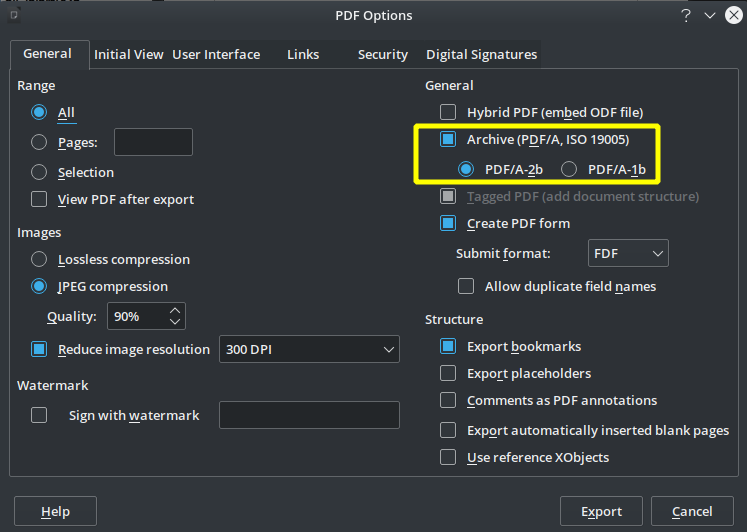 PDF Options
General Initial View User Interface Links Security Digital Signatures
Range
All
Pages:
Selection
View PDF after export
Images
Lossless compression
JPEG compression
Quality: 90%
Reduce image resolution 300 DPI
Watermark
Sign with watermark
General
Hybrid PDF (embed ODF file)
Archive (PDF/A, ISO 19005)
PDF/A-2b PDF/A-1b
Tagged PDF (add document structure)
Create PDF form
Submit format: FDF
Allow duplicate field names
Structure
Export bookmarks
Export placeholders
Comments as PDF annotations
Export automatically inserted blank pages
Use reference XObjects
Help Export Cancel